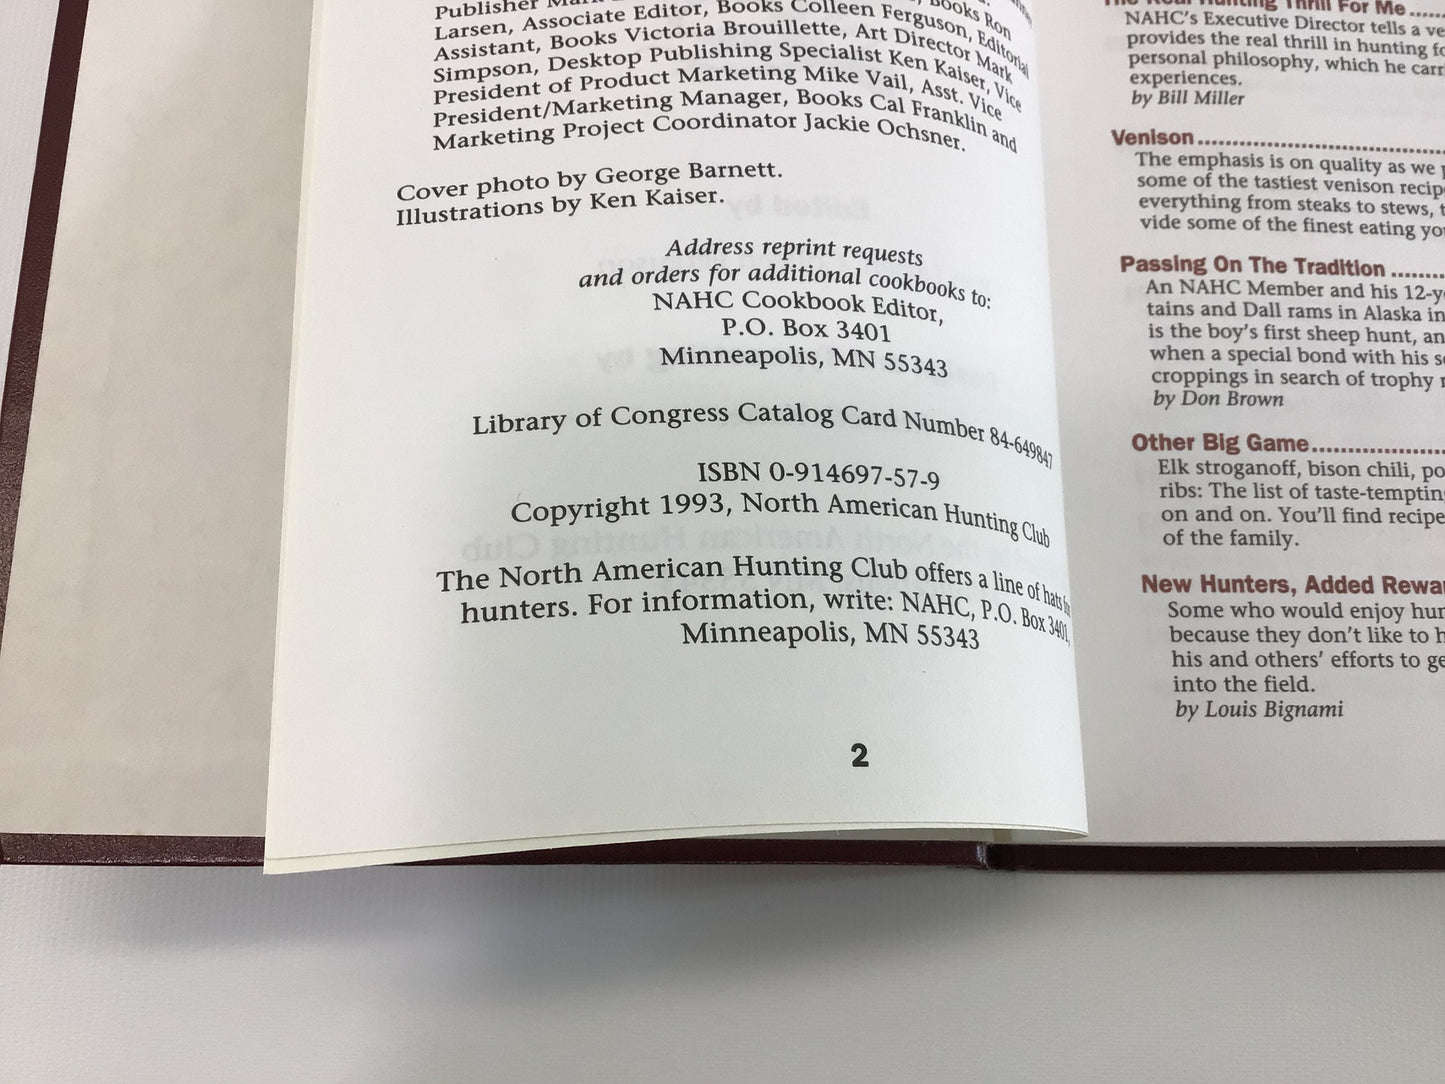 Publisher
Larsen, Associate Editor, Books Colleen Ferguson, Editorial
Assistant, Books Victoria Brouillette, Art Director Mark
Simpson, Desktop Publishing Specialist Ken Kaiser, Vice
President of Product Marketing Mike Vail, Asst. Vice
President/Marketing Manager, Books Cal Franklin and
Marketing Project Coordinator Jackie Ochsner.
Cover photo by George Barnett.
Illustrations by Ken Kaiser.
Address reprint requests
and orders for additional cookbooks to:
NAHC Cookbook Editor,
P.O. Box 3401
Minneapolis, MN 55343
Library of Congress Catalog Card Number 84-649847
ISBN 0-914697-57-9
Copyright 1993, North American Hunting Club
The North American Hunting Club offers a line of hats for
hunters. For information, write: NAHC, P.O. Box 3401,
Minneapolis, MN 55343
2
The Real Hunting Thrill For Me
NAHC's Executive Director tells a ve
provides the real thrill in hunting fo
personal philosophy, which he carr
experiences.
by Bill Miller
Venison
The emphasis is on quality as we p
some of the tastiest venison recip
everything from steaks to stews, t
vide some of the finest eating yo
Passing On The Tradition
An NAHC Member and his 12-y
tains and Dall rams in Alaska in
is the boy's first sheep hunt, an
when a special bond with his s
croppings in search of trophy r
by Don Brown
Other Big Game
Elk stroganoff, bison chili, po
ribs: The list of taste-temptin
on and on. You'll find recipe
of the family.
New Hunters, Added Rewa
Some who would enjoy hun
because they don't like to h
his and others' efforts to ge
into the field.
by Louis Bignami